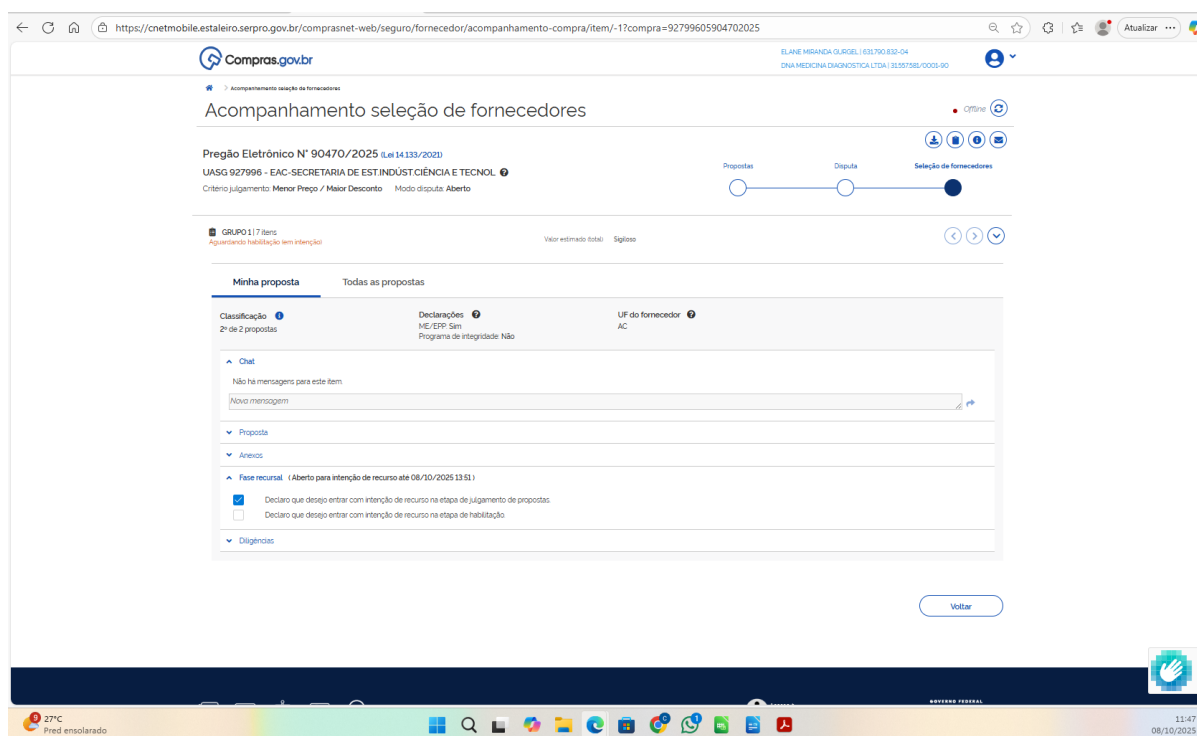 https://cnetmobile.estaleiro.serpro.gov.br/comprasnet-web/seguro/fornecedor/acompanhamento-compra/item/-1?compra=92799605904702025
Atualizar
Compras.gov.br
ELANE MIRANDA GURGEL | 631.790.832-04
DNA MEDICINA DIAGNOSTICA LTDA | 31.557.581/0001-90
Acompanhamento seleção de fornecedores
Acompanhamento seleção de fornecedores
Offline
Pregão Eletrônico N° 90470/2025 (Lei 14.133/2021)
UASG 927996 - EAC-SECRETARIA DE EST.INDÚST.CIÊNCIA E TECNOL
Critério julgamento: Menor Preço / Maior Desconto Modo disputa: Aberto
Propostas
Disputa
Seleção de fornecedores
GRUPO 1 | 7 itens
Aguardando habilitação (em intenção)
Valor estimado (total) Sigiloso
Minha proposta
Todas as propostas
Classificação
2º de 2 propostas
Declarações
ME/EPP: Sim
Programa de integridade: Não
UF do fornecedor
AC
Chat
Não há mensagens para este item
Nova mensagem
Proposta
Anexos
Fase recursal (Aberto para intenção de recurso até 08/10/2025 13:51)
Declaro que desejo entrar com intenção de recurso na etapa de julgamento de propostas.
Declaro que desejo entrar com intenção de recurso na etapa de habilitação.
Diligências
Voltar
GOVERNO FEDERAL
9
27°C
Pred ensolarado
1
11:47
08/10/2025